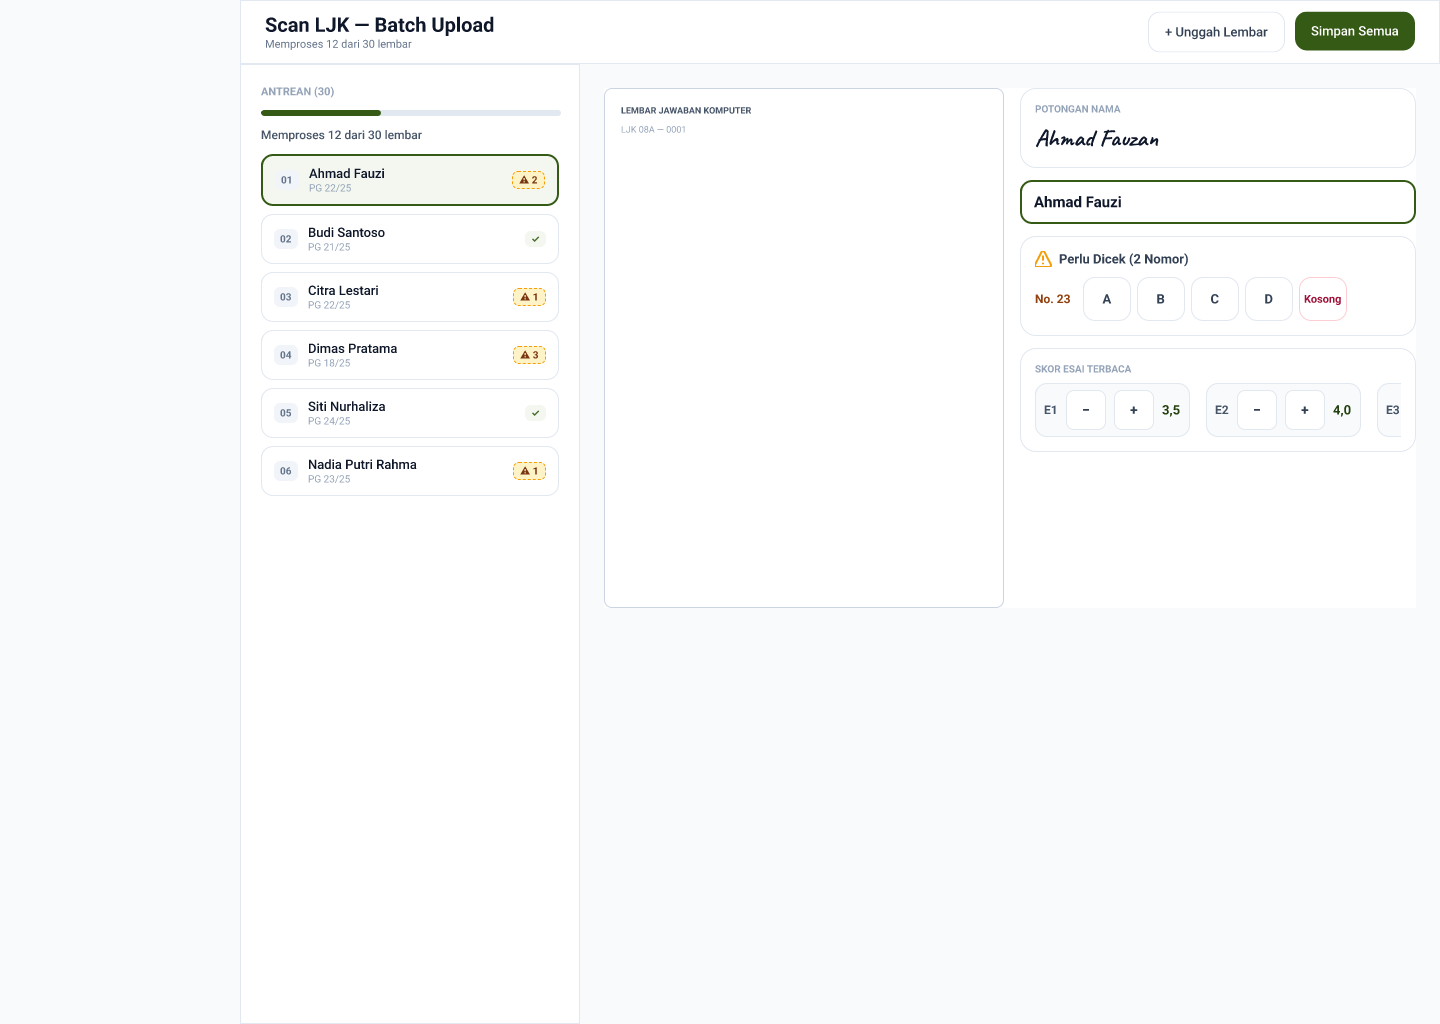 Scan LJK — Batch Upload
Memproses 12 dari 30 lembar
+ Unggah Lembar
Simpan Semua
ANTREAN (30)
Memproses 12 dari 30 lembar
01
Ahmad Fauzi
PG 22/25
2
02
Budi Santoso
PG 21/25
03
Citra Lestari
PG 22/25
1
04
Dimas Pratama
PG 18/25
3
05
Siti Nurhaliza
PG 24/25
06
Nadia Putri Rahma
PG 23/25
1
LEMBAR JAWABAN KOMPUTER
LJK 08A — 0001
POTONGAN NAMA
Ahmad Fauzan
Ahmad Fauzi
Perlu Dicek (2 Nomor)
No. 23 A B C D Kosong
SKOR ESAI TERBACA
E1 − + 3,5 E2 − + 4,0 E3